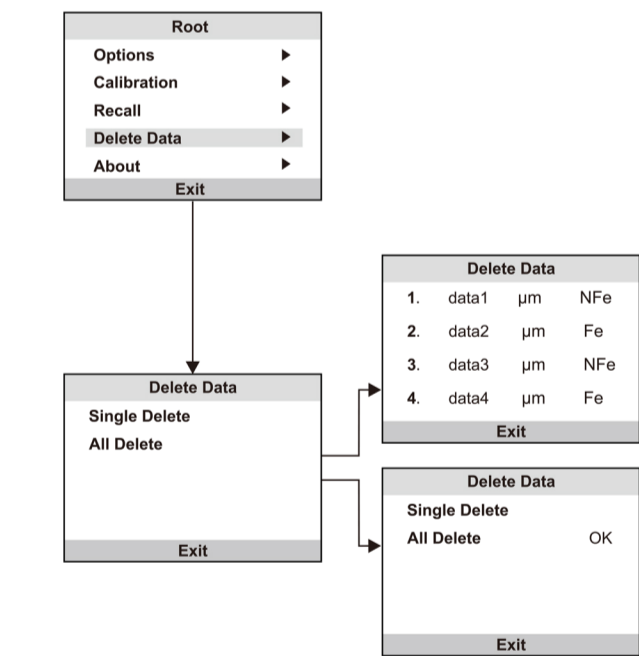 Root
Options ▶
Calibration ▶
Recall ▶
Delete Data ▶
About ▶
Exit
Delete Data
1. data1 µm NFe
2. data2 µm Fe
3. data3 µm NFe
4. data4 µm Fe
Exit
Delete Data
Single Delete
All Delete
Exit
Delete Data
Single Delete
All Delete OK
Exit